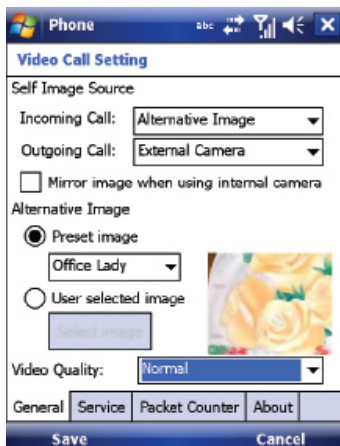 Phone abc
Video Call Setting
Self Image Source
Incoming Call: Alternative Image
Outgoing Call: External Camera
Mirror image when using internal camera
Alternative Image
Preset image
Office Lady
User selected image
Select image
Video Quality: Normal
General Service Packet Counter About
Save Cancel